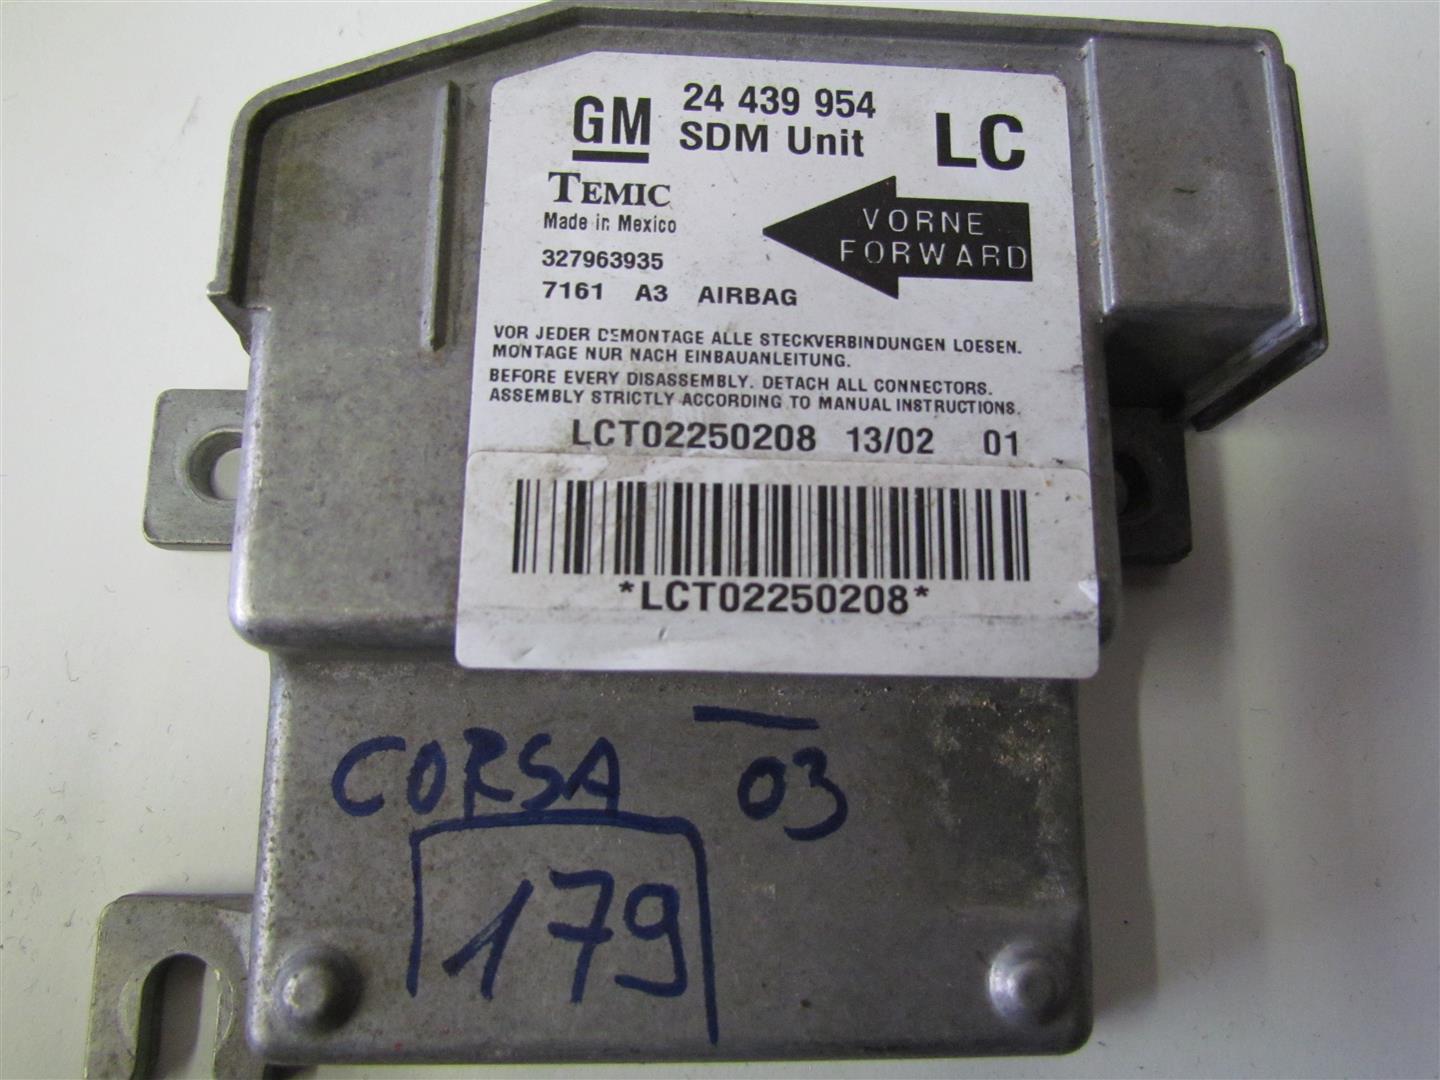 GM 24 439 954 LC
SDM Unit
TEMIC
Made in Mexico
VORNE
FORWARD
327963935
7161 A3 AIRBAG
VOR JEDER DEMONTAGE ALLE STECKVERBINDUNGEN LOESEN.
MONTAGE NUR NACH EINBAUANLEITUNG.
BEFORE EVERY DISASSEMBLY. DETACH ALL CONNECTORS.
ASSEMBLY STRICTLY ACCORDING TO MANUAL INSTRUCTIONS.
LCT02250208 13/02 01
*LCT02250208*
CORSA 03
179